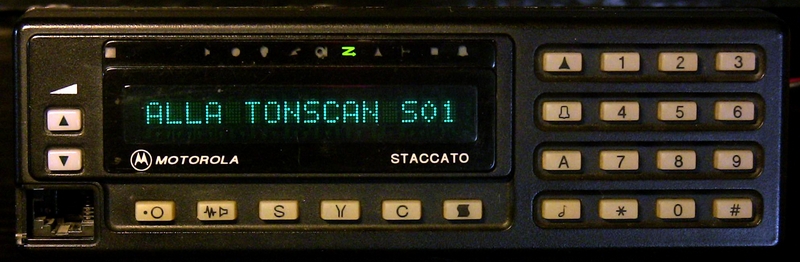 ALLA TONSCAN S01
MOTOROLA STACCATO
1 2 3
4 5 6
A 7 8 9
* 0 #
S Y C